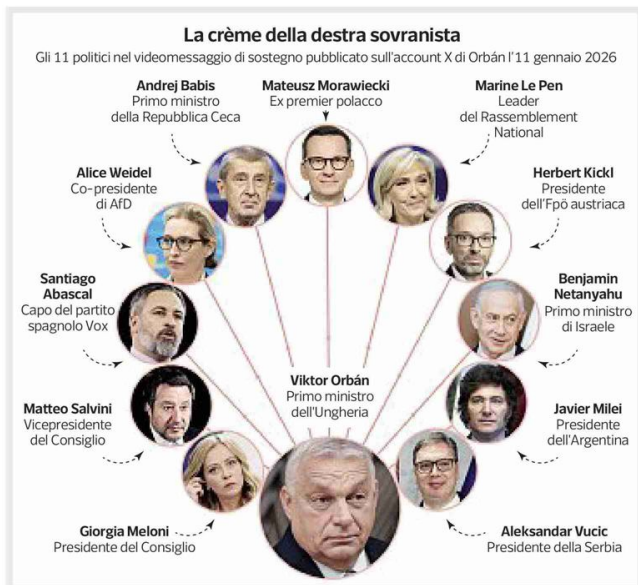 La crème della destra sovranista
Gli 11 politici nel videomessaggio di sostegno pubblicato sull'account X di Orbán l'11 gennaio 2026
Andrej Babis
Primo ministro
della Repubblica Ceca
Mateusz Morawiecki
Ex premier polacco
Marine Le Pen
Leader
del Rassemblement
National
Alice Weidel
Co-presidente
di AfD
Herbert Kickl
Presidente
dell'Fpö austriaca
Santiago
Abascal
Capo del partito
spagnolo Vox
Benjamin
Netanyahu
Primo ministro
di Israele
Viktor Orbán
Primo ministro
dell'Ungheria
Matteo Salvini
Vicepresidente
del Consiglio
Javier Milei
Presidente
dell'Argentina
Giorgia Meloni
Presidente del Consiglio
Aleksandar Vucic
Presidente della Serbia